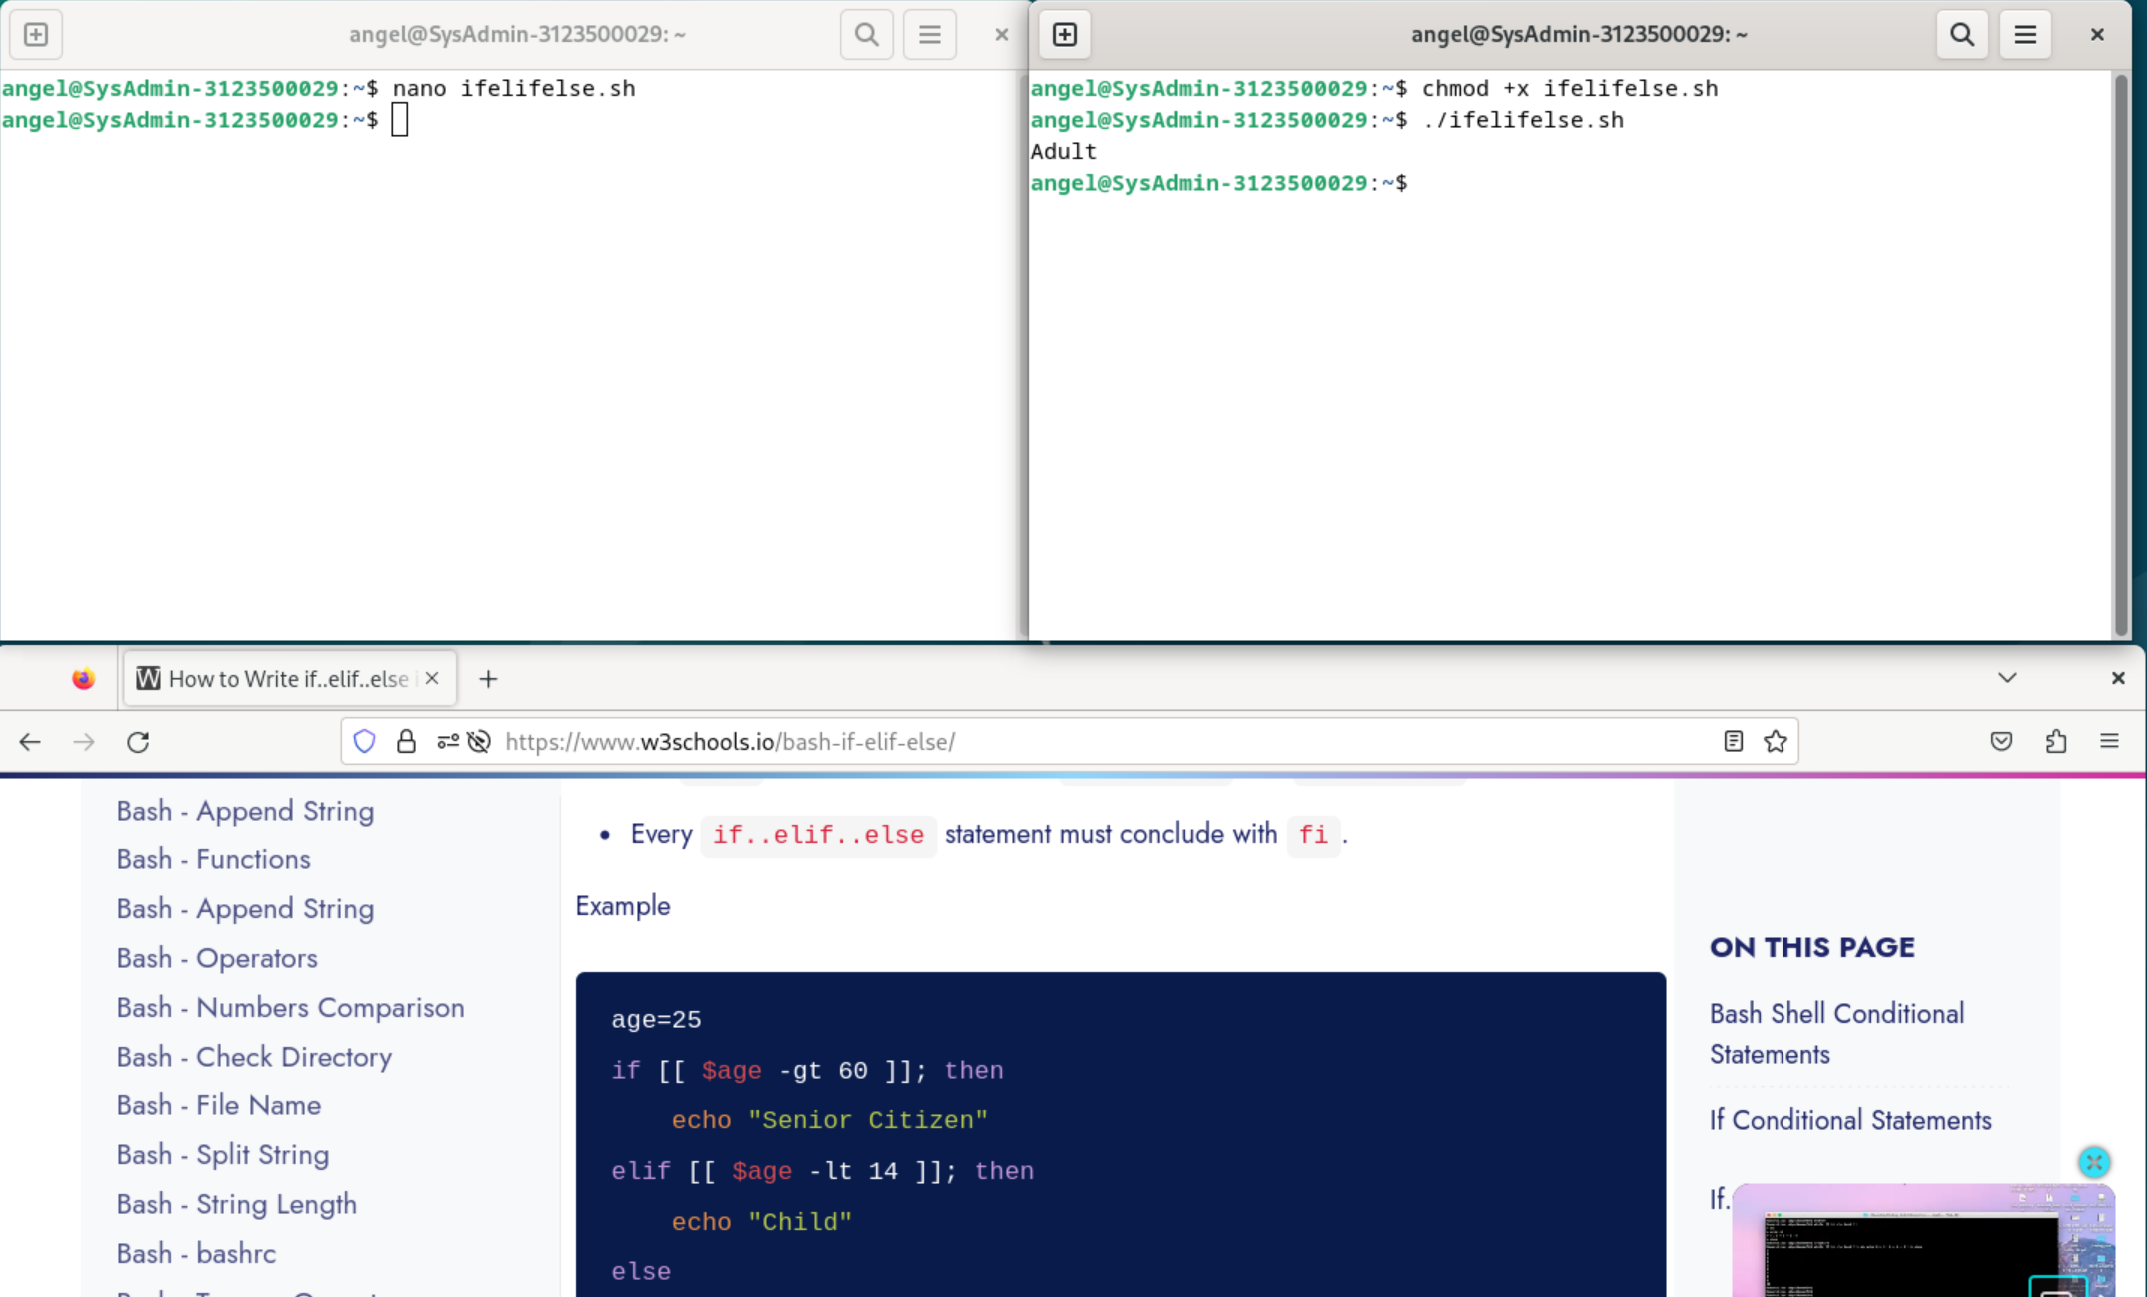 angel@SysAdmin-3123500029: ~
angel@SysAdmin-3123500029:~$ nano ifelifelse.sh
angel@SysAdmin-3123500029:~$
angel@SysAdmin-3123500029: ~
angel@SysAdmin-3123500029:~$ chmod +x ifelifelse.sh
angel@SysAdmin-3123500029:~$ ./ifelifelse.sh
Adult
angel@SysAdmin-3123500029:~$
How to Write if..elif..else
https://www.w3schools.io/bash-if-elif-else/
Bash - Append String
Bash - Functions
Bash - Append String
Bash - Operators
Bash - Numbers Comparison
Bash - Check Directory
Bash - File Name
Bash - Split String
Bash - String Length
Bash - bashrc
• Every if..elif..else statement must conclude with fi.
Example
age=25
if [[ $age -gt 60 ]]; then
    echo "Senior Citizen"
elif [[ $age -lt 14 ]]; then
    echo "Child"
else
ON THIS PAGE
Bash Shell Conditional
Statements
If Conditional Statements
If.